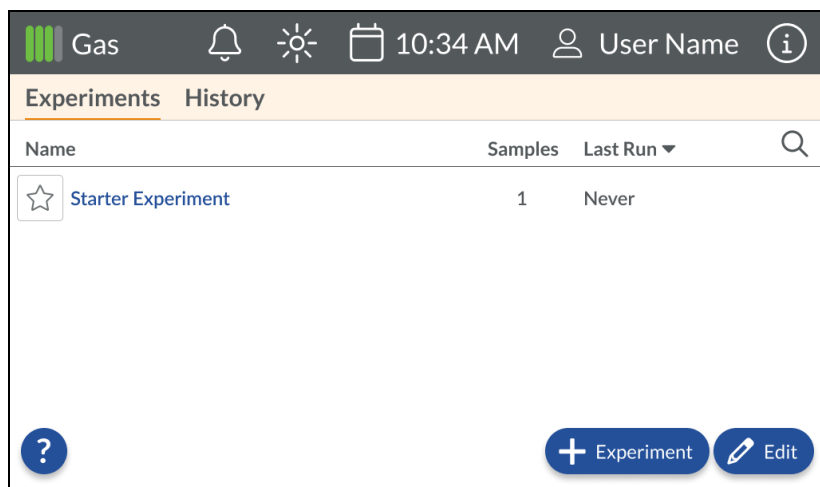 Gas 10:34 AM User Name i
Experiments History
Name Samples Last Run
Starter Experiment 1 Never
? Experiment Edit